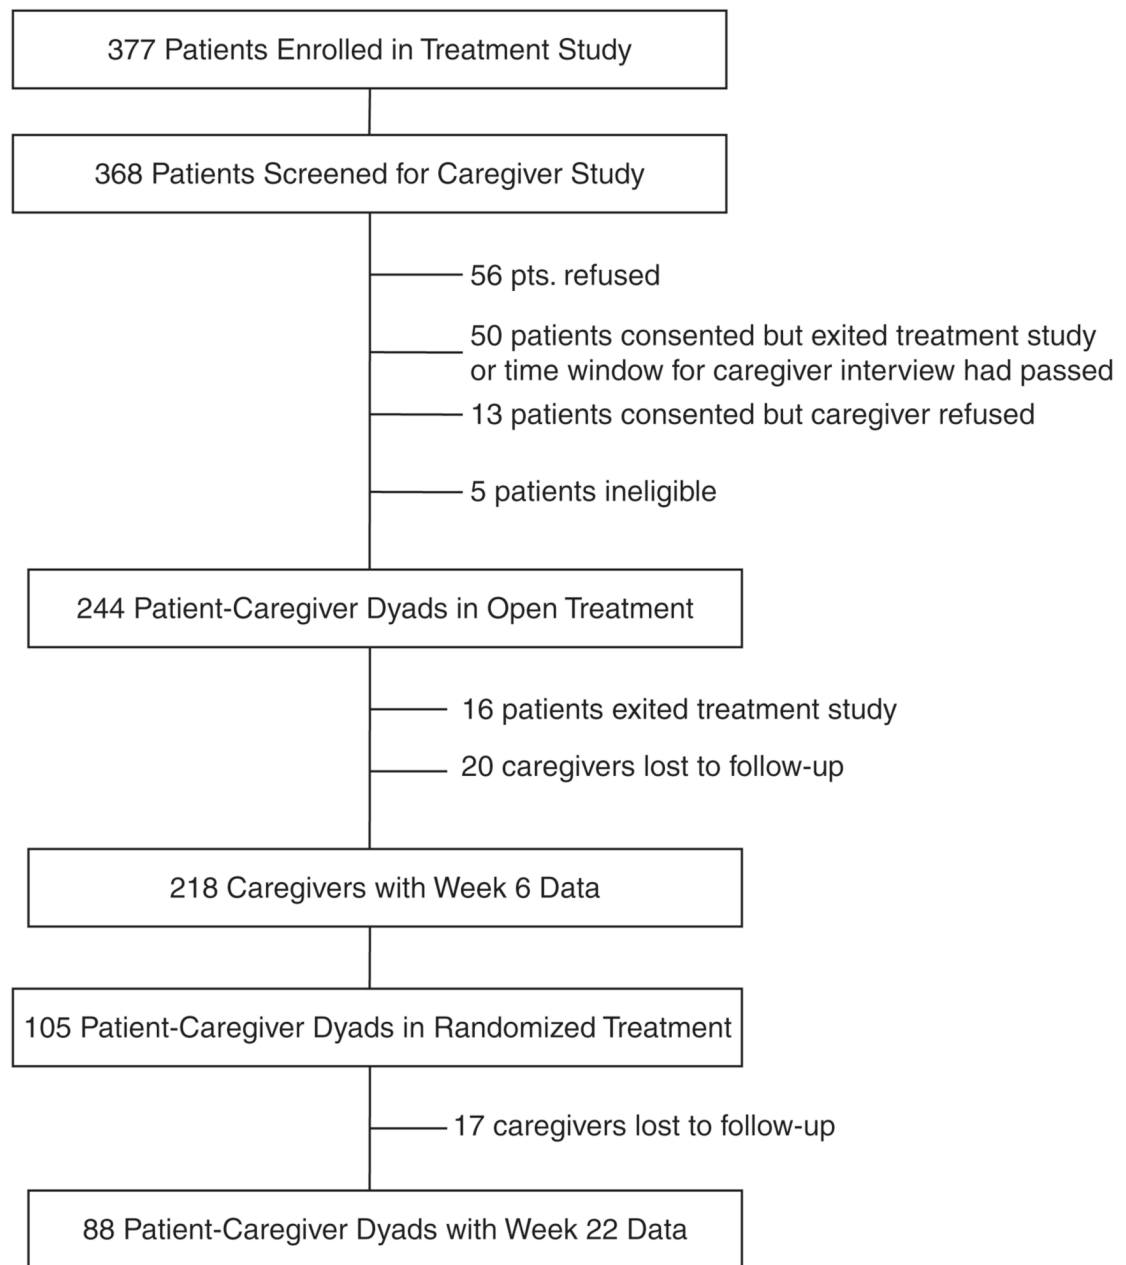 377 Patients Enrolled in Treatment Study
368 Patients Screened for Caregiver Study
56 pts. refused
50 patients consented but exited treatment study
or time window for caregiver interview had passed
13 patients consented but caregiver refused
5 patients ineligible
244 Patient-Caregiver Dyads in Open Treatment
16 patients exited treatment study
20 caregivers lost to follow-up
218 Caregivers with Week 6 Data
105 Patient-Caregiver Dyads in Randomized Treatment
17 caregivers lost to follow-up
88 Patient-Caregiver Dyads with Week 22 Data